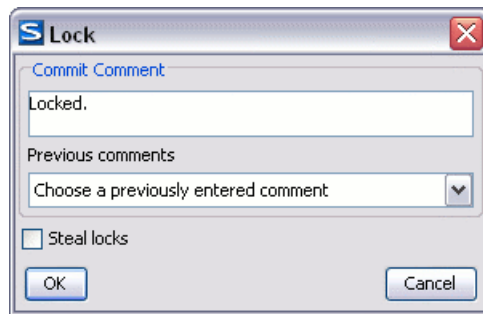 S Lock
Commit Comment
Locked.
Previous comments
Choose a previously entered comment
Steal locks
OK Cancel